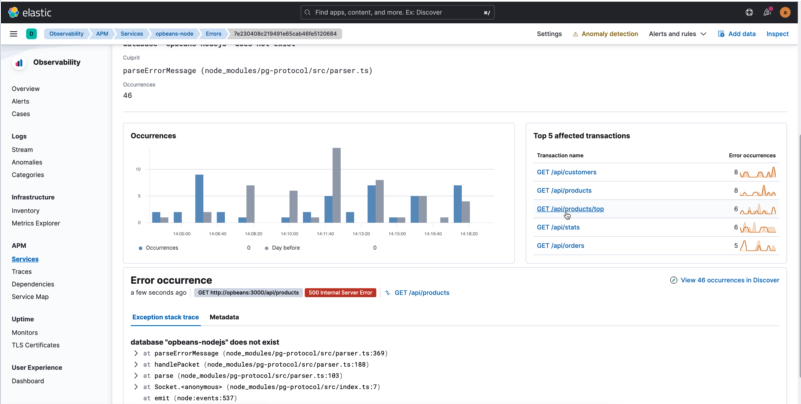 elastic
Find apps, content, and more. Ex: Discover
⌘/
D
Observability
APM
Services
opbeans-node
Errors
7e230408c219491e65cab46fe5120684
Settings
Anomaly detection
Alerts and rules
Add data
Inspect
Observability
Overview
Alerts
Cases
Logs
Stream
Anomalies
Categories
Infrastructure
Inventory
Metrics Explorer
APM
Services
Traces
Dependencies
Service Map
Uptime
Monitors
TLS Certificates
User Experience
Dashboard
database "opbeans-nodejs" does not exist
Culprit
parseErrorMessage (node_modules/pg-protocol/src/parser.ts)
Occurrences
46
Occurrences
10
5
0
14:05:00
14:06:40
14:08:20
14:10:00
14:11:40
14:13:20
14:15:00
14:16:40
14:18:20
Occurrences 0
Day before 0
Top 5 affected transactions
Transaction name Error occurrences
GET /api/customers 8
GET /api/products 8
GET /api/products/top 6
GET /api/stats 6
GET /api/orders 5
Error occurrence
View 46 occurrences in Discover
a few seconds ago GET http://opbeans:3000/api/products 500 Internal Server Error GET /api/products
Exception stack trace Metadata
database "opbeans-nodejs" does not exist
at parseErrorMessage (node_modules/pg-protocol/src/parser.ts:369)
at handlePacket (node_modules/pg-protocol/src/parser.ts:188)
at parse (node_modules/pg-protocol/src/parser.ts:103)
at Socket.<anonymous> (node_modules/pg-protocol/src/index.ts:7)
at emit (node:events:537)